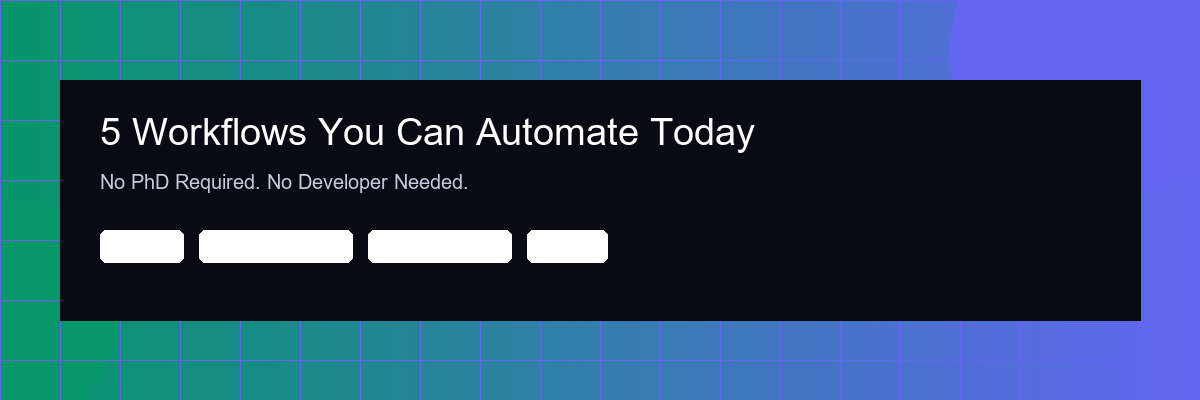 5 Workflows You Can Automate Today
No PhD Required. No Developer Needed.